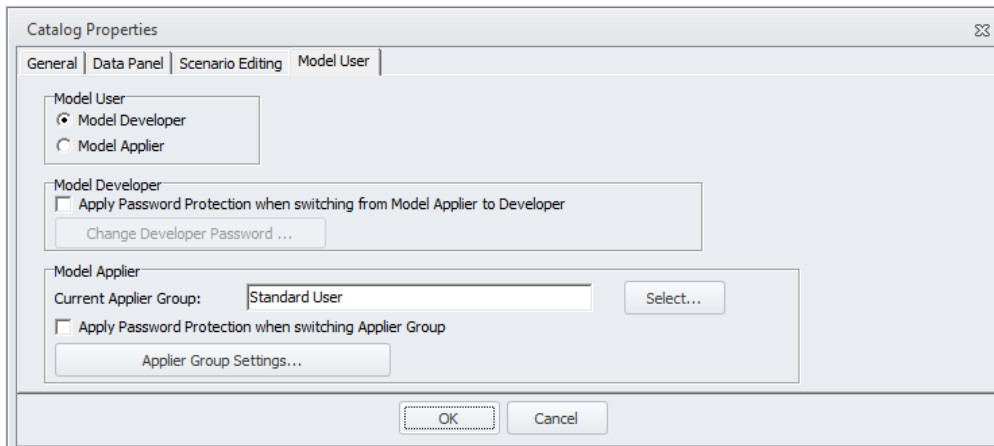 Catalog Properties
General Data Panel Scenario Editing Model User
Model User
Model Developer
Model Applier
Model Developer
Apply Password Protection when switching from Model Applier to Developer
Change Developer Password ...
Model Applier
Current Applier Group: Standard User Select...
Apply Password Protection when switching Applier Group
Applier Group Settings...
OK Cancel